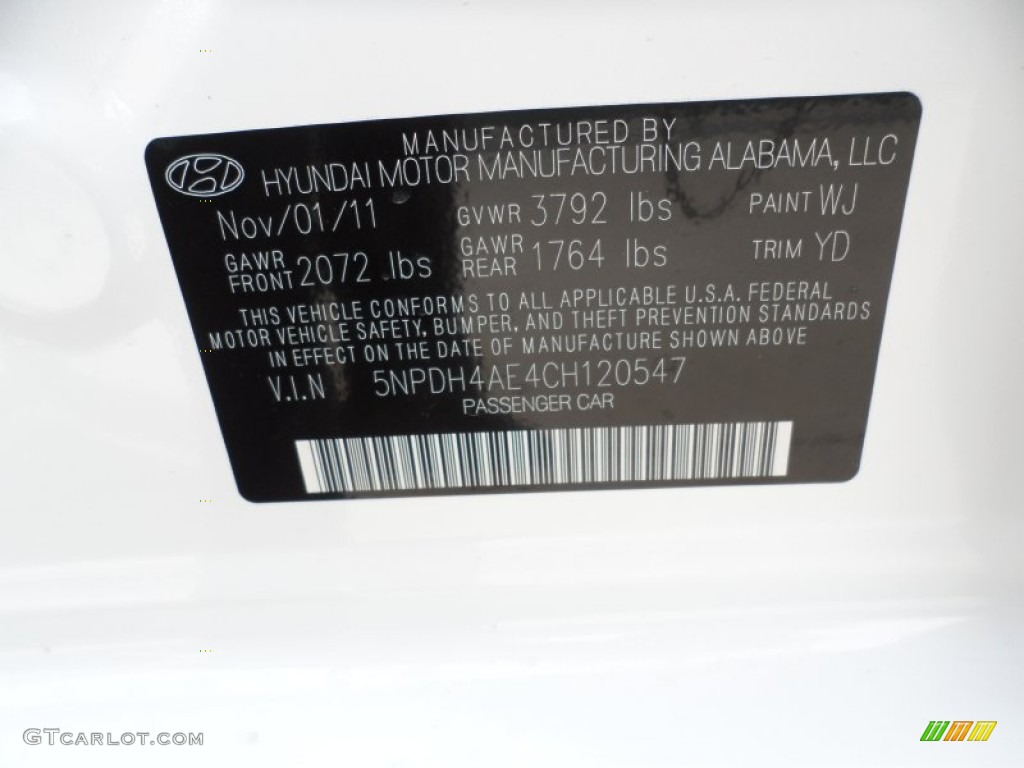 MANUFACTURED BY
HYUNDAI MOTOR MANUFACTURING ALABAMA, LLC
Nov/01/11 GVWR 3792 lbs PAINT WJ
GAWR FRONT 2072 lbs GAWR REAR 1764 lbs TRIM YD
THIS VEHICLE CONFORMS TO ALL APPLICABLE U.S.A. FEDERAL
MOTOR VEHICLE SAFETY, BUMPER, AND THEFT PREVENTION STANDARDS
IN EFFECT ON THE DATE OF MANUFACTURE SHOWN ABOVE
V.I.N 5NPDH4AE4CH120547
PASSENGER CAR
GTCARLOT.COM